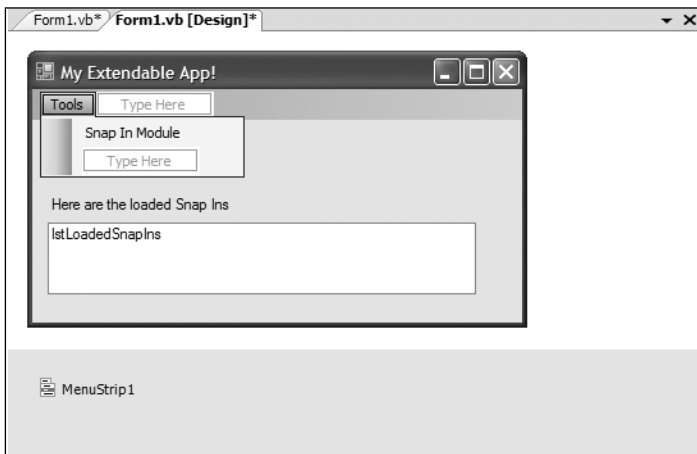 Form1.vb* Form1.vb [Design]*
My Extendable App!
Tools Type Here
Snap In Module
Type Here
Here are the loaded Snap Ins
lstLoadedSnapIns
MenuStrip1